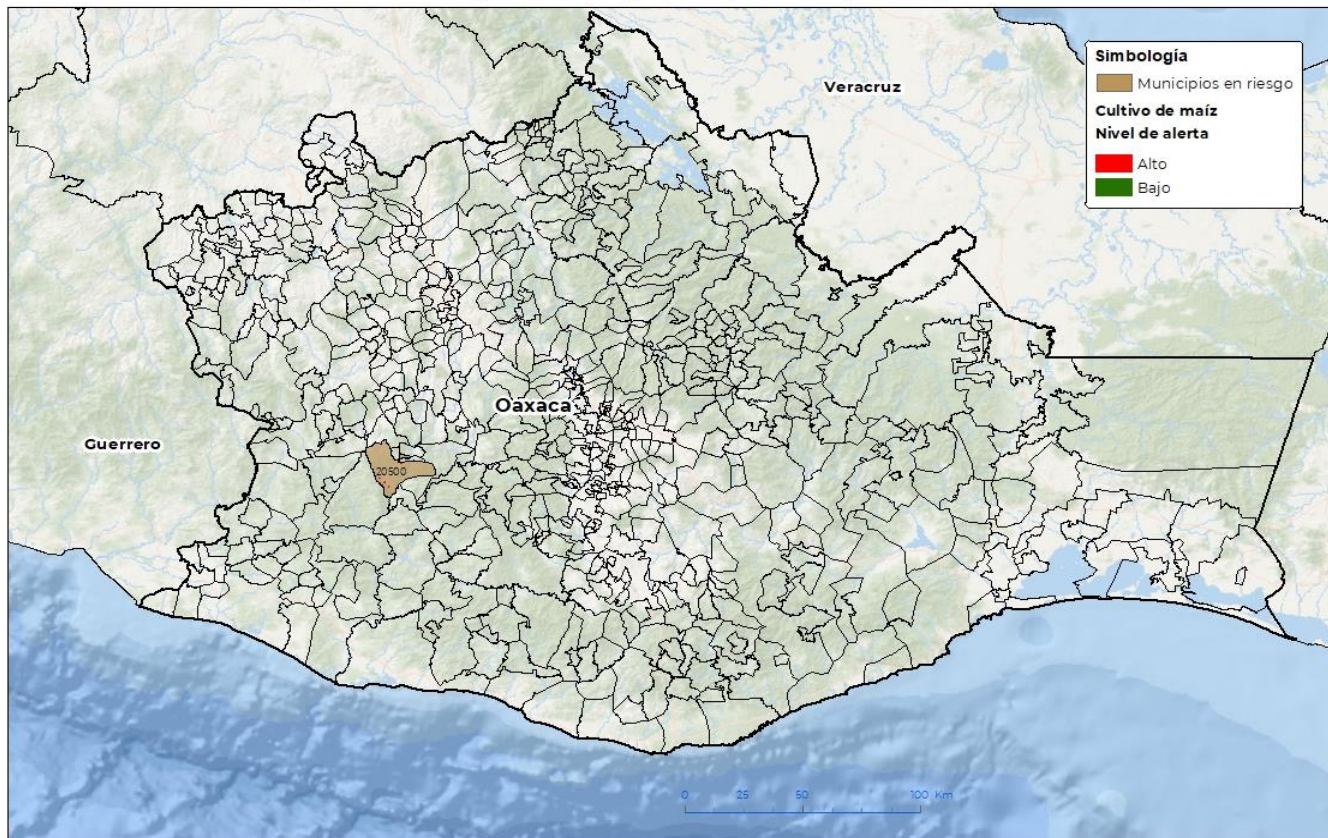 Simbología
Municipios en riesgo
Cultivo de maíz
Nivel de alerta
Alto
Bajo
Veracruz
Oaxaca
Guerrero
20500
0 25 50 100 Km